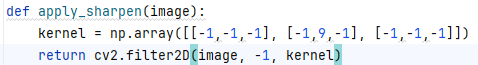 def apply_sharpen(image):
    kernel = np.array([[-1,-1,-1], [-1,9,-1], [-1,-1,-1]])
    return cv2.filter2D(image, -1, kernel)